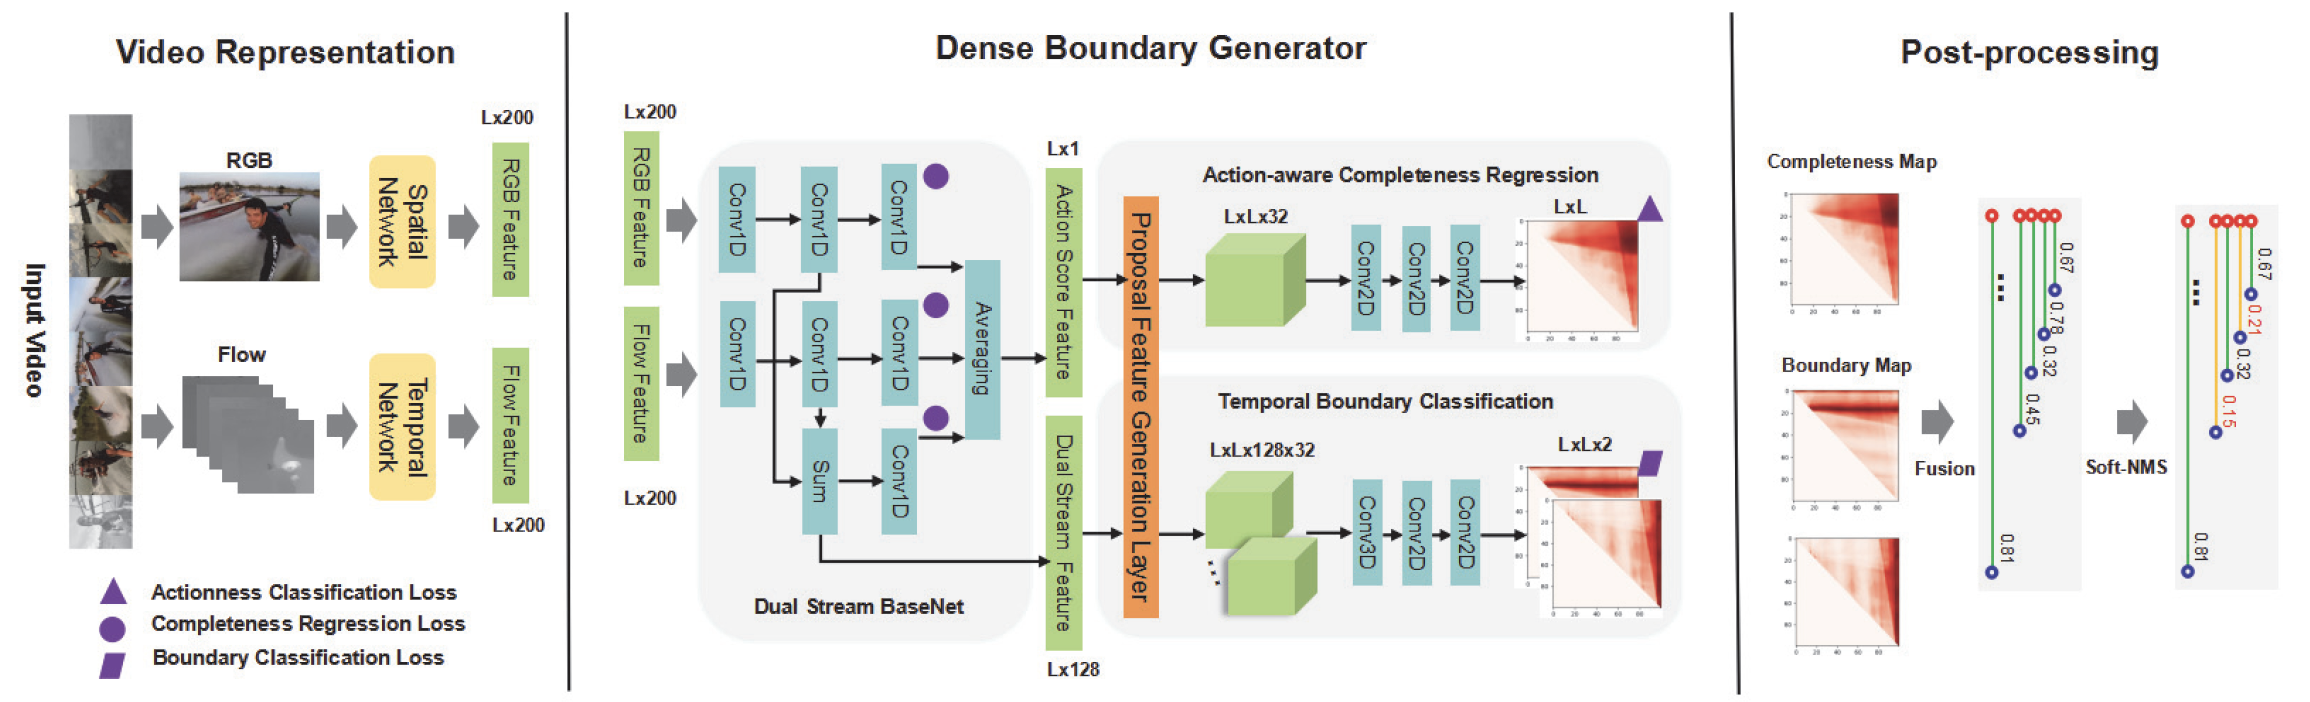 Video Representation
Input Video
RGB
Flow
Spatial Network
Temporal Network
Lx200
RGB Feature
Flow Feature
Lx200
Actionness Classification Loss
Completeness Regression Loss
Boundary Classification Loss
Dense Boundary Generator
Lx200
RGB Feature
Flow Feature
Lx200
Conv1D
Conv1D
Conv1D
Conv1D
Conv1D
Conv1D
Sum
Conv1D
Averaging
Dual Stream BaseNet
Lx1
Action Score Feature
Dual Stream Feature
Lx128
Proposal Feature Generation Layer
Action-aware Completeness Regression
LxLx32
Conv2D
Conv2D
Conv2D
LxL
Temporal Boundary Classification
LxLx128x32
Conv3D
Conv2D
Conv2D
LxLx2
Post-processing
Completeness Map
Boundary Map
Fusion
0.67
0.78
0.32
0.45
0.81
Soft-NMS
0.67
0.21
0.32
0.15
0.81